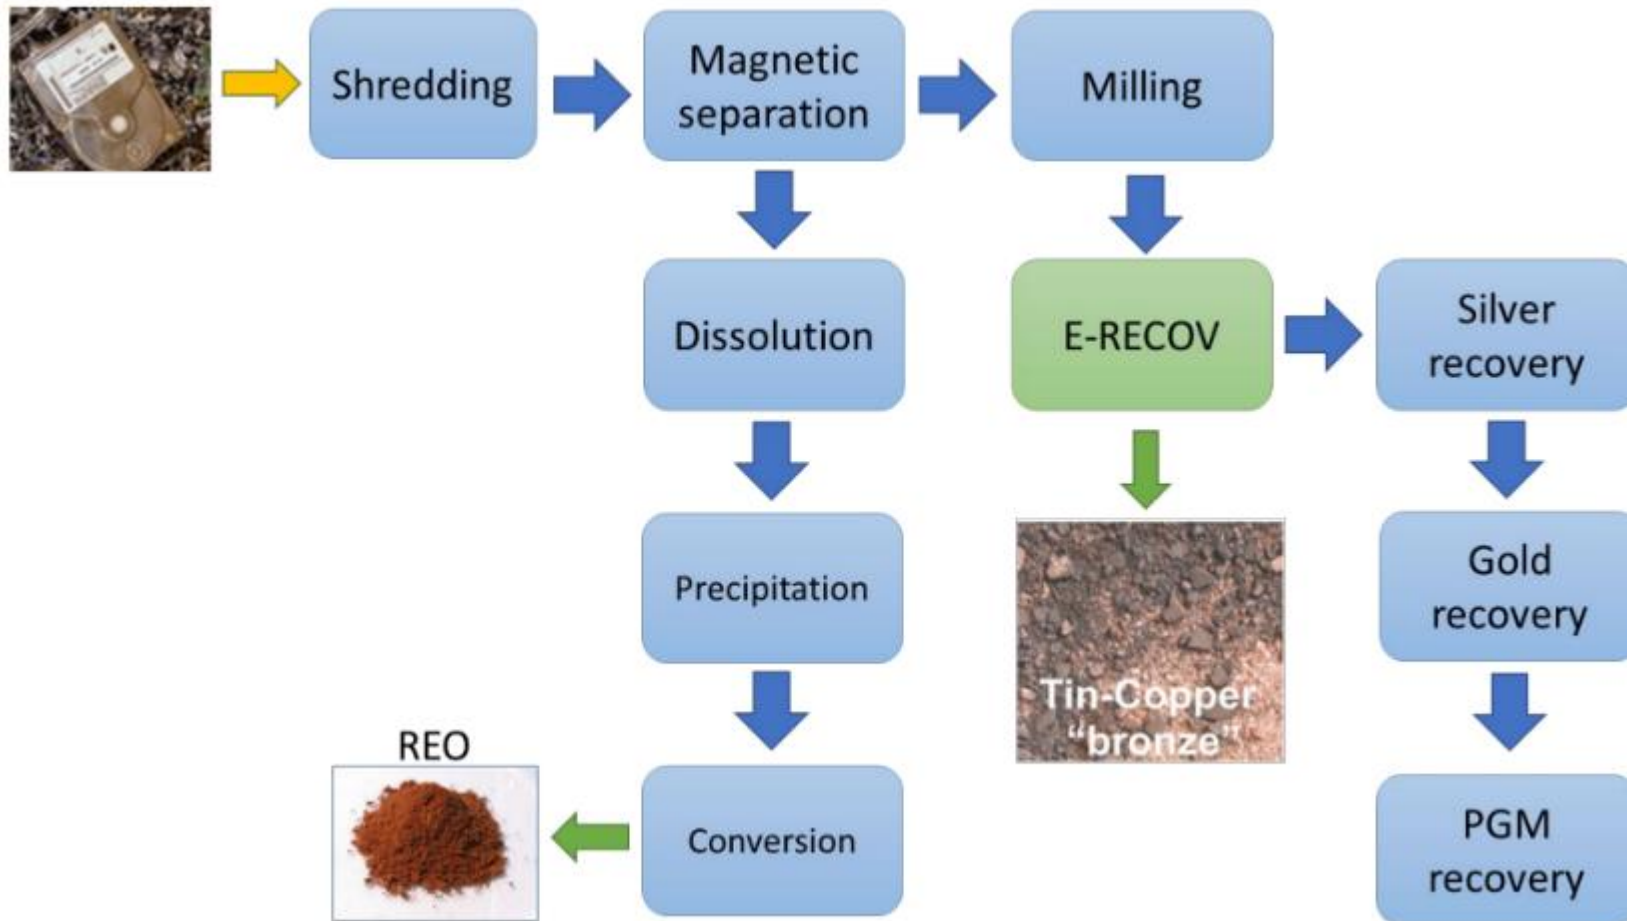 Shredding
Magnetic
separation
Milling
Dissolution
E-RECOV
Silver
recovery
Precipitation
Tin-Copper
“bronze”
Gold
recovery
REO
Conversion
PGM
recovery